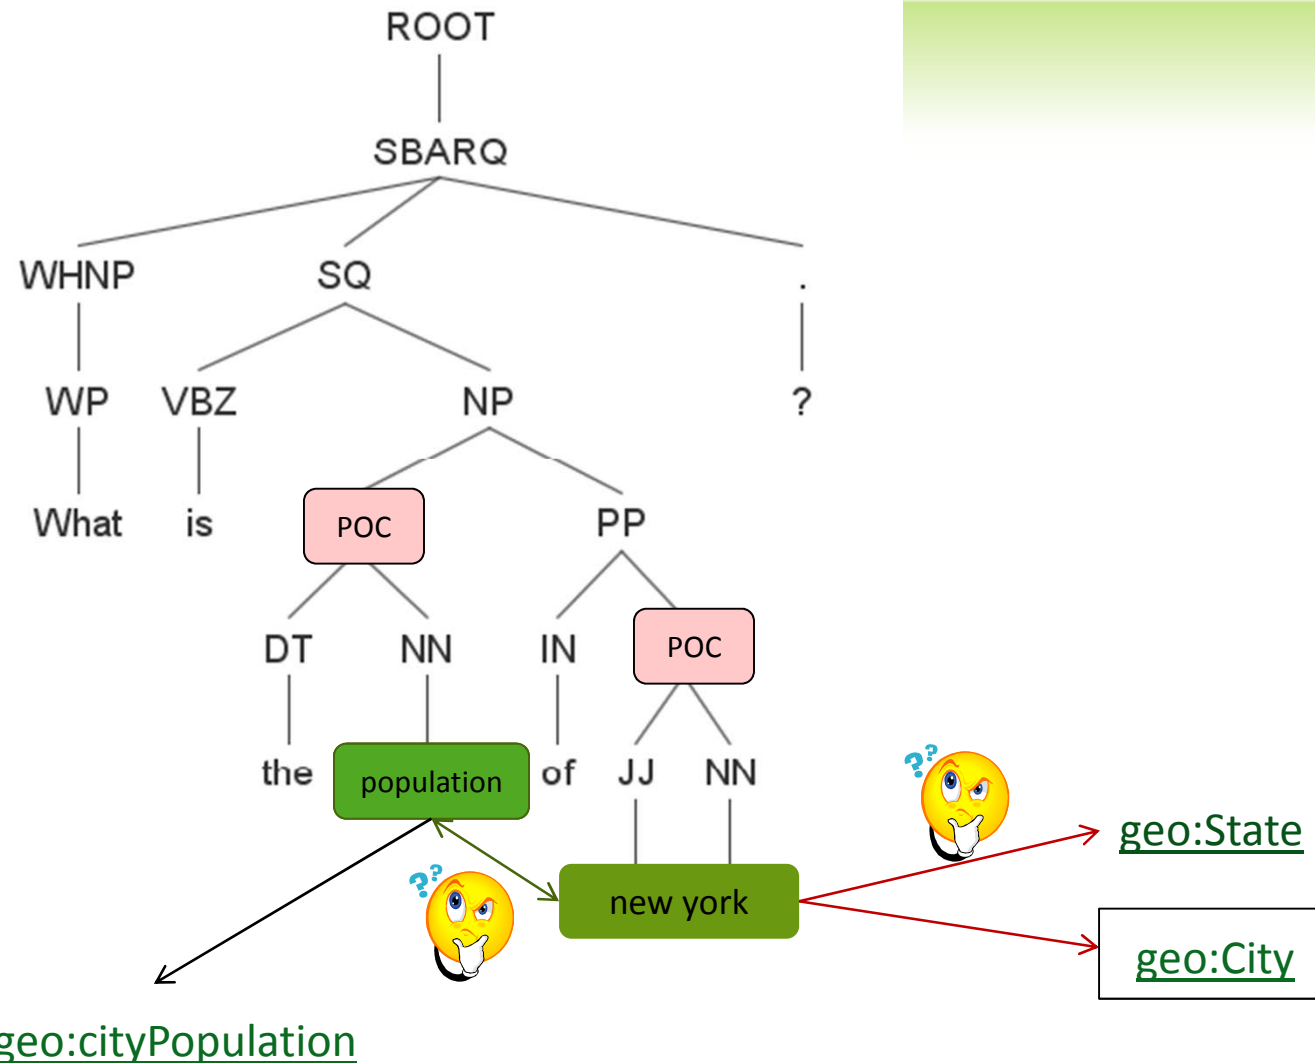 ROOT
SBARQ
WHNP SQ .
WP VBZ NP ?
What is POC PP
DT NN IN POC
the population of JJ NN
?? geo:State
?? new york
geo:City
geo:cityPopulation